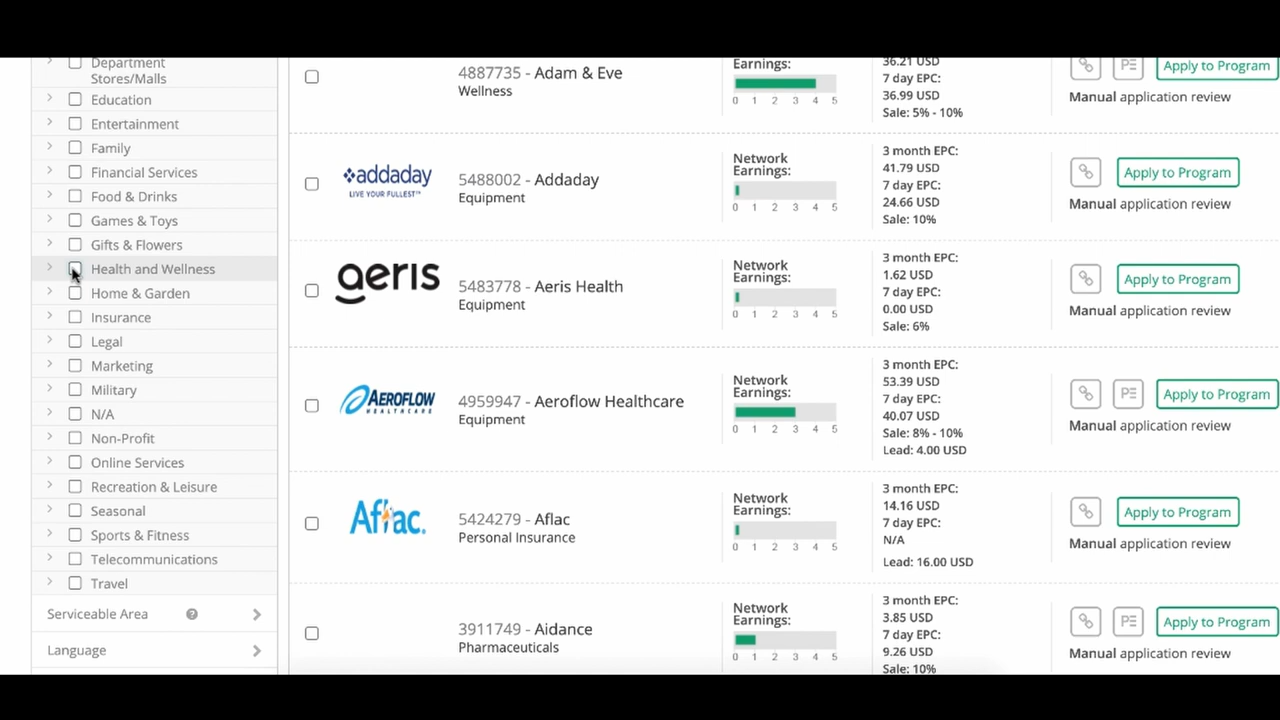 Department
Stores/Malls
Education
Entertainment
Family
Financial Services
Food & Drinks
Games & Toys
Gifts & Flowers
Health and Wellness
Home & Garden
Insurance
Legal
Marketing
Military
N/A
Non-Profit
Online Services
Recreation & Leisure
Seasonal
Sports & Fitness
Telecommunications
Travel
Serviceable Area ?
Language
4887735 - Adam & Eve
Wellness
Earnings:
0 1 2 3 4 5
36.21 USD
7 day EPC:
36.99 USD
Sale: 5% - 10%
PE
Apply to Program
Manual application review
addaday
LIVE YOUR FULLEST™
5488002 - Addaday
Equipment
Network
Earnings:
0 1 2 3 4 5
3 month EPC:
41.79 USD
7 day EPC:
24.66 USD
Sale: 10%
Apply to Program
Manual application review
aeris
5483778 - Aeris Health
Equipment
Network
Earnings:
0 1 2 3 4 5
3 month EPC:
1.62 USD
7 day EPC:
0.00 USD
Sale: 6%
Apply to Program
Manual application review
AEROFLOW
HEALTHCARE
4959947 - Aeroflow Healthcare
Equipment
Network
Earnings:
0 1 2 3 4 5
3 month EPC:
53.39 USD
7 day EPC:
40.07 USD
Sale: 8% - 10%
Lead: 4.00 USD
PE
Apply to Program
Manual application review
Aflac.
5424279 - Aflac
Personal Insurance
Network
Earnings:
0 1 2 3 4 5
3 month EPC:
14.16 USD
7 day EPC:
N/A
Lead: 16.00 USD
Apply to Program
Manual application review
3911749 - Aidance
Pharmaceuticals
Network
Earnings:
0 1 2 3 4 5
3 month EPC:
3.85 USD
7 day EPC:
9.26 USD
Sale: 10%
PE
Apply to Program
Manual application review